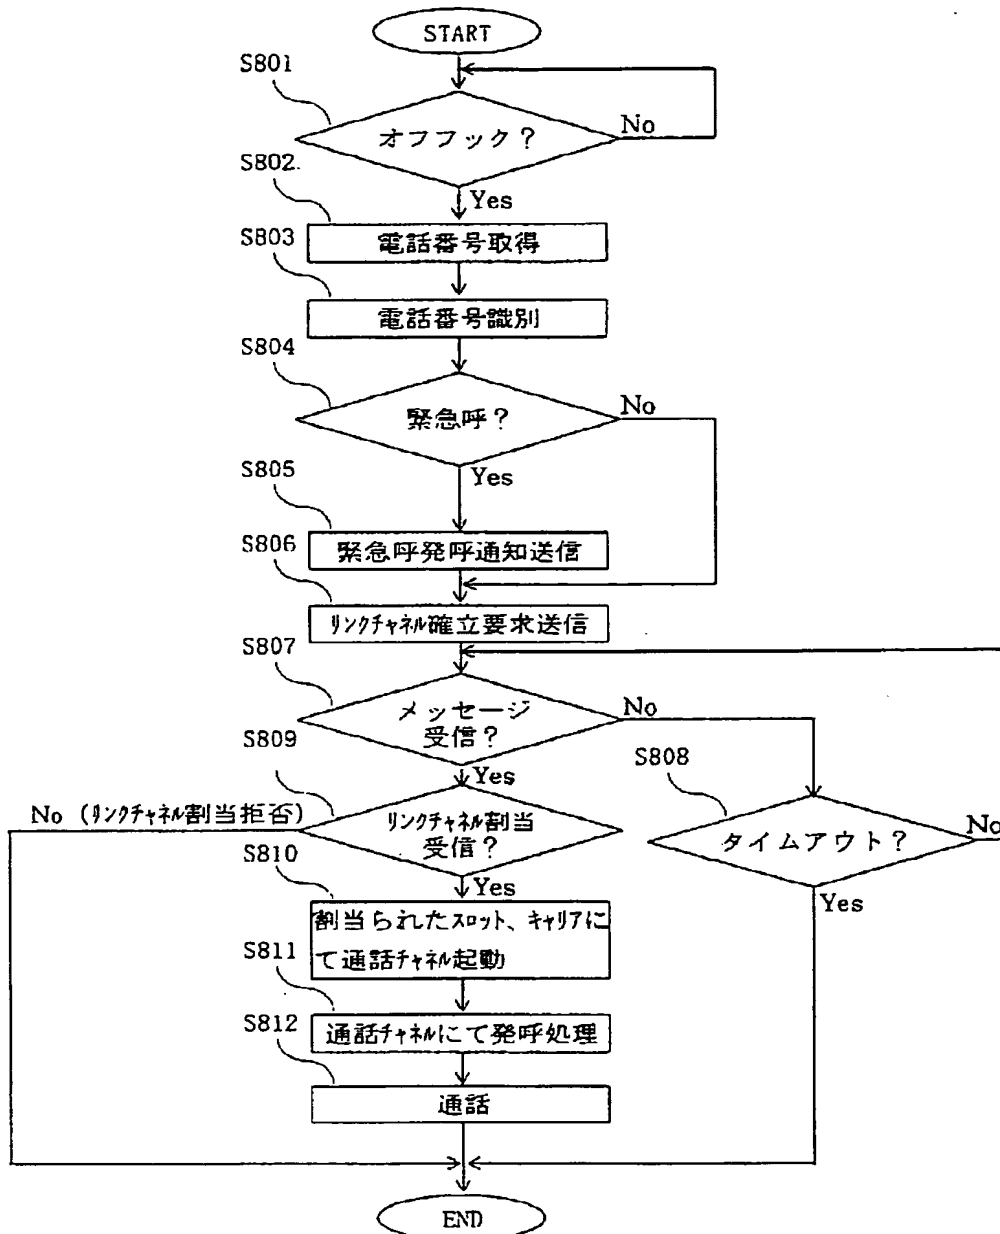 START
S801
オフフック？
No
S802
Yes
電話番号取得
S803
電話番号識別
S804
緊急呼？
No
S805
Yes
緊急呼発呼通知送信
S806
リンクチャネル確立要求送信
S807
メッセージ
受信？
No
S808
S809
Yes
No（リンクチャネル割当拒否）
リンクチャネル割当
受信？
タイムアウト？
No
S810
Yes
Yes
割当られたスロット、キャリアに
て通話チャネル起動
S811
通話チャネルにて発呼処理
S812
通話
END